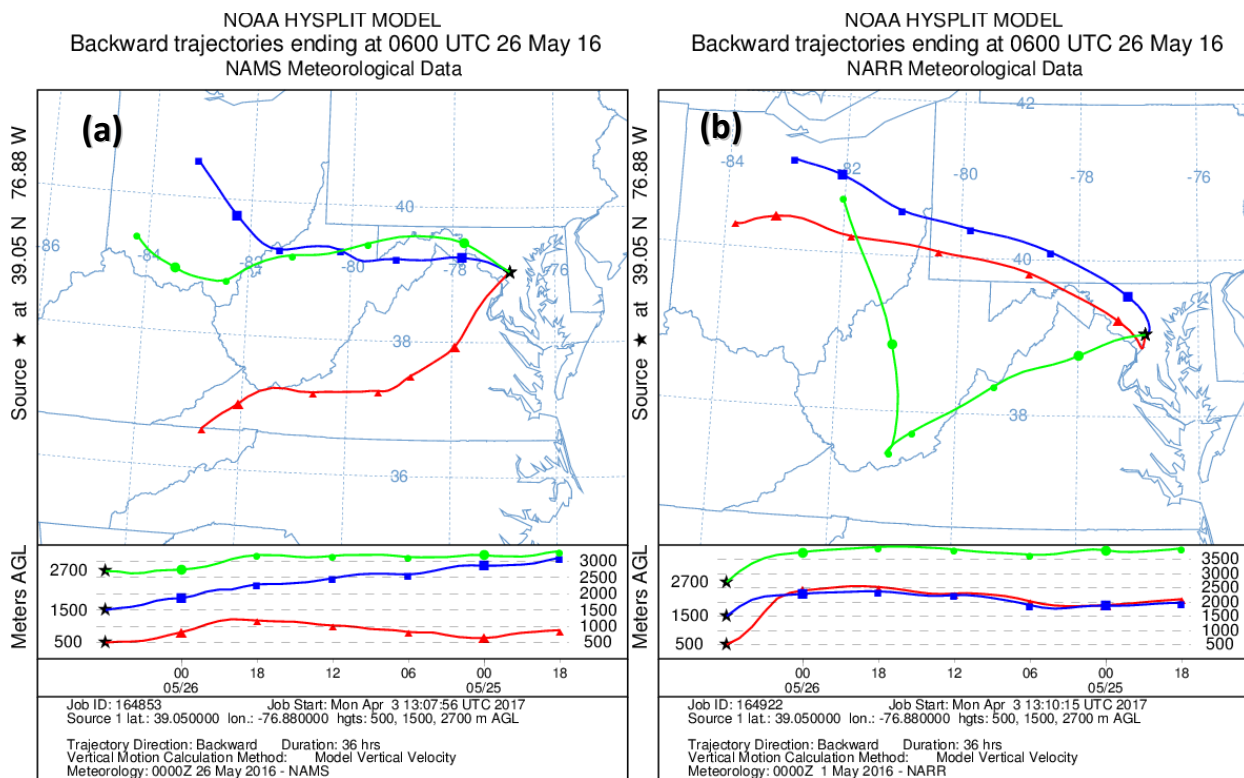 NOAA HYSPLIT MODEL
Backward trajectories ending at 0600 UTC 26 May 16
NAMS Meteorological Data
(a)
Source ★ at 39.05 N 76.88 W
-86
-84
-82
-80
-78
-76
40
38
36
Meters AGL
2700
1500
500
3000
2500
2000
1500
1000
500
00 18 12 06 00 18
05/26 05/25
Job ID: 164853 Job Start: Mon Apr 3 13:07:56 UTC 2017
Source 1 lat.: 39.050000 lon.: -76.880000 hgts: 500, 1500, 2700 m AGL
Trajectory Direction: Backward Duration: 36 hrs
Vertical Motion Calculation Method: Model Vertical Velocity
Meteorology: 0000Z 26 May 2016 - NAMS
NOAA HYSPLIT MODEL
Backward trajectories ending at 0600 UTC 26 May 16
NARR Meteorological Data
(b)
Source ★ at 39.05 N 76.88 W
42
-84
-82
-80
-78
-76
40
38
Meters AGL
2700
1500
500
3500
3000
2500
2000
1500
1000
500
00 18 12 06 00 18
05/26 05/25
Job ID: 164922 Job Start: Mon Apr 3 13:10:15 UTC 2017
Source 1 lat.: 39.050000 lon.: -76.880000 hgts: 500, 1500, 2700 m AGL
Trajectory Direction: Backward Duration: 36 hrs
Vertical Motion Calculation Method: Model Vertical Velocity
Meteorology: 0000Z 1 May 2016 - NARR